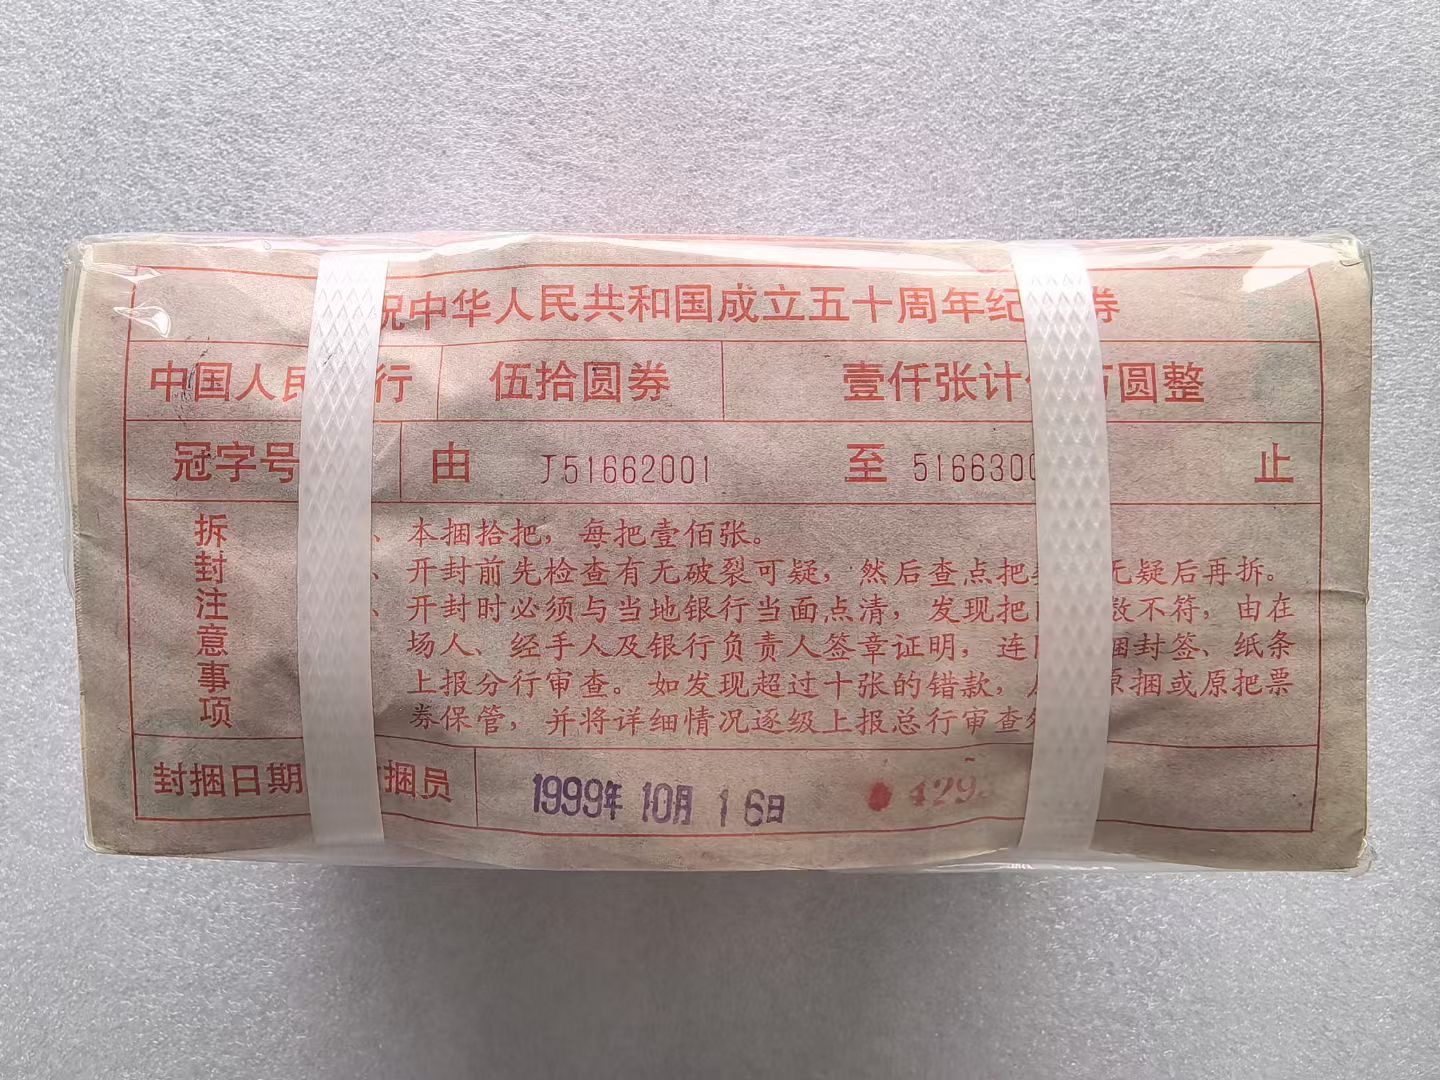 祝中华人民共和国成立五十周年纪 券
中国人民 行 伍拾圆券 壹仟张计 万圆整
冠字号 由 J51662001 至 5166300 止
拆封注意事项
、本捆拾把，每把壹佰张。
、开封前先检查有无破裂可疑，然后查点把 无疑后再拆。
、开封时必须与当地银行当面点清，发现把 数不符，由在
场人、经手人及银行负责人签章证明，连 捆封签、纸条
上报分行审查。如发现超过十张的错款， 原捆或原把票
券保管，并将详细情况逐级上报总行审查
封捆日期 捆员 1999年 10月 16日 429